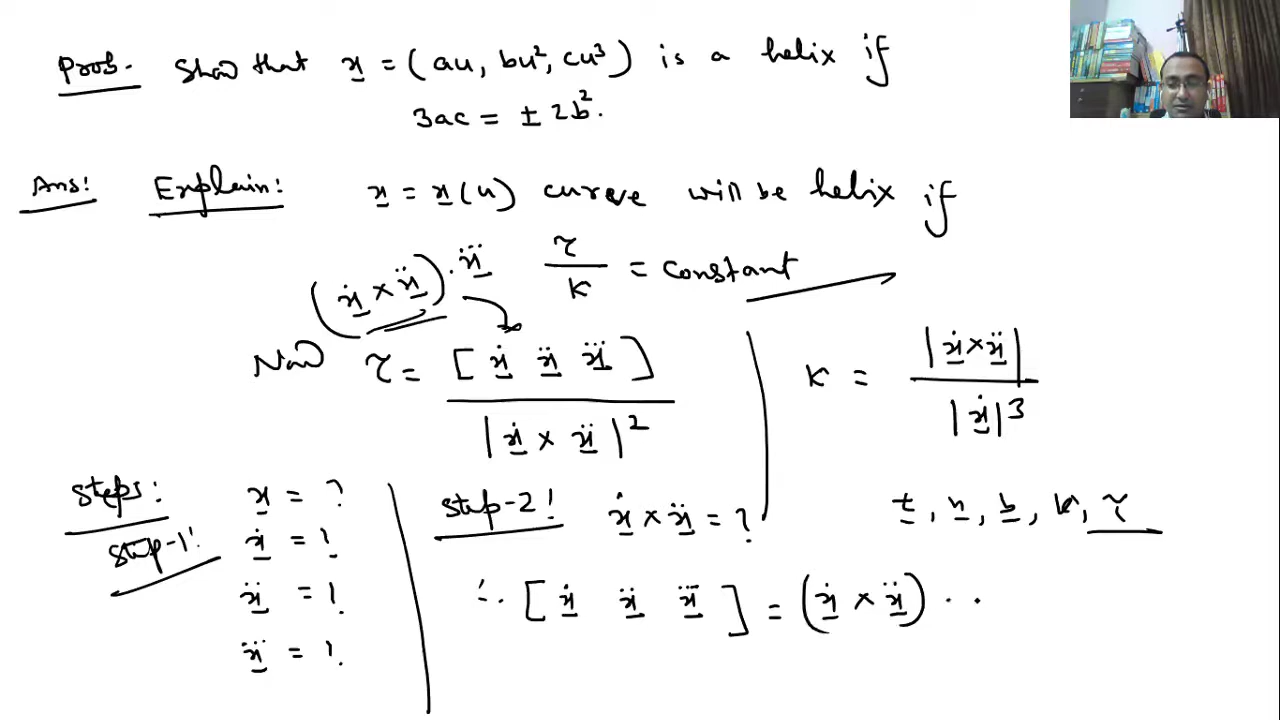 Prob. Show that x = (au, bu², cu³) is a helix if
3ac = ± 2b².
Ans: Explain: x = x(u) curve will be helix if
(ẋ × ẍ) · x⃛ τ/κ = constant
Now τ = [ẋ ẍ x⃛] / |ẋ × ẍ|² κ = |ẋ × ẍ| / |ẋ|³
Steps: x = ? Step-2! ẋ × ẍ = ? t, n, b, κ, τ
Step-1! ẋ = ?
ẍ = ! ∴ [ẋ ẍ x⃛] = (ẋ × ẍ) ..
x⃛ = !